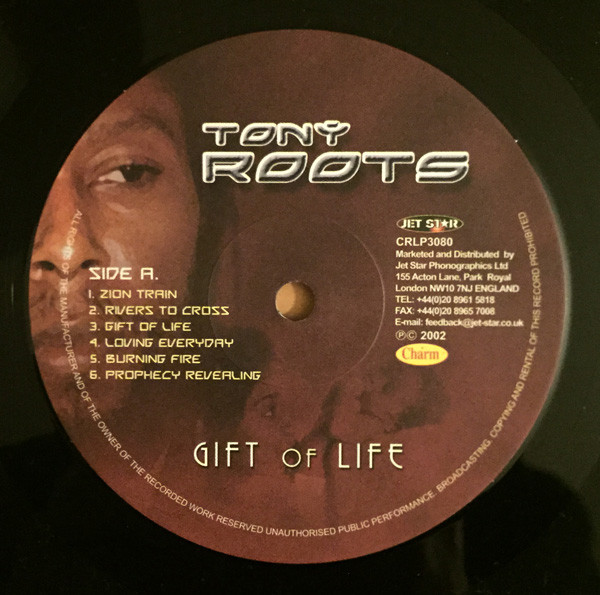 TONY
ROOTS
JET STAR
CRLP3080
Marketed and Distributed by
Jet Star Phonographics Ltd
155 Acton Lane, Park Royal
London NW10 7NJ ENGLAND
TEL: +44(0)20 8961 5818
FAX: +44(0)20 8965 7008
E-mail: feedback@jet-star.co.uk
℗© 2002
Charm
SIDE A.
1. ZION TRAIN
2. RIVERS TO CROSS
3. GIFT OF LIFE
4. LOVING EVERYDAY
5. BURNING FIRE
6. PROPHECY REVEALING
GIFT OF LIFE
ALL RIGHTS OF THE MANUFACTURER AND OF THE OWNER OF THE RECORDED WORK RESERVED UNAUTHORISED PUBLIC PERFORMANCE. BROADCASTING. COPYING AND RENTAL OF THIS RECORD PROHIBITED